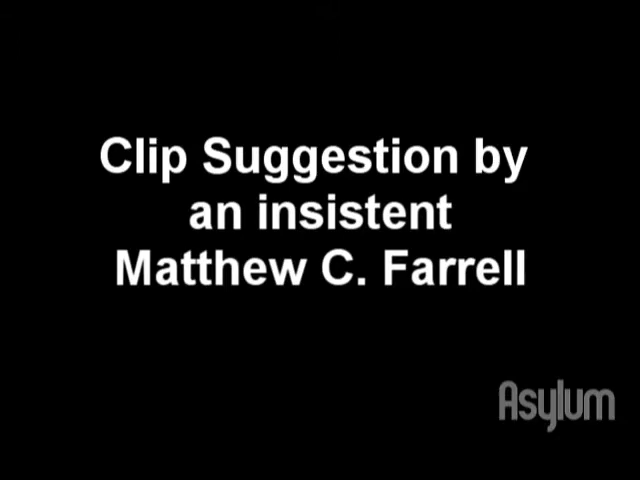 Clip Suggestion by
an insistent
Matthew C. Farrell
Asylum